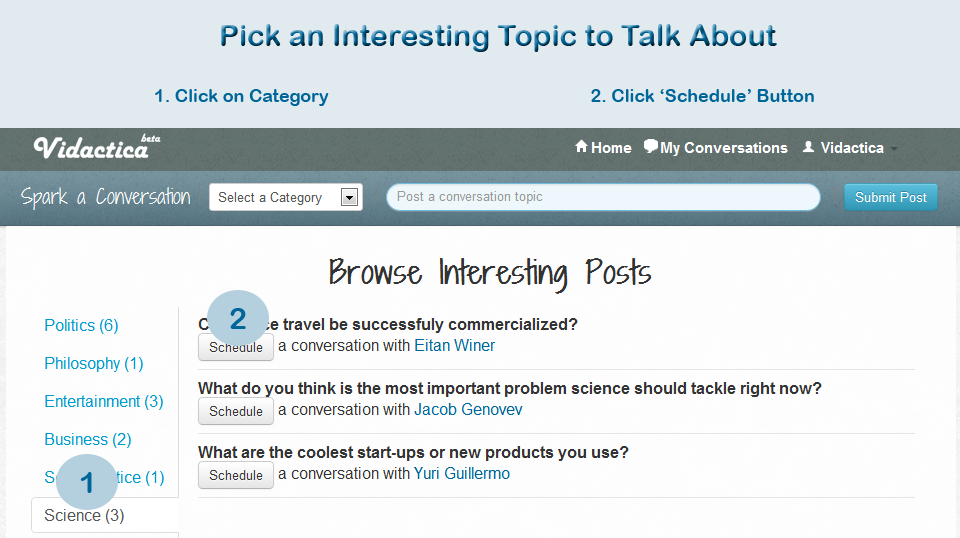 Pick an Interesting Topic to Talk About
1. Click on Category
2. Click ‘Schedule’ Button
Vidactica beta
Home
My Conversations
Vidactica
Spark a Conversation
Select a Category
Post a conversation topic
Submit Post
Browse Interesting Posts
Politics (6)
Philosophy (1)
Entertainment (3)
Business (2)
(1)
1
Science (3)
2
travel be successfuly commercialized?
Schedule a conversation with Eitan Winer
What do you think is the most important problem science should tackle right now?
Schedule a conversation with Jacob Genovev
What are the coolest start-ups or new products you use?
Schedule a conversation with Yuri Guillermo